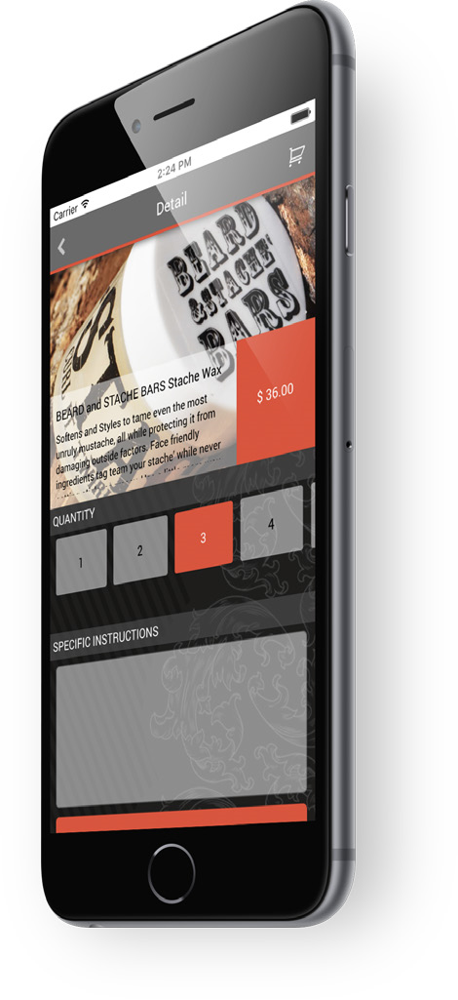 Carrier
2:24 PM
Detail
BEARD
&STACHE'
BARS
BEARD and STACHE BARS Stache Wax
Softens and Styles to tame even the most
unruly mustache, all while protecting it from
damaging outside factors. Face friendly
ingredients tag team your stache' while never
$ 36.00
QUANTITY
1
2
3
4
SPECIFIC INSTRUCTIONS